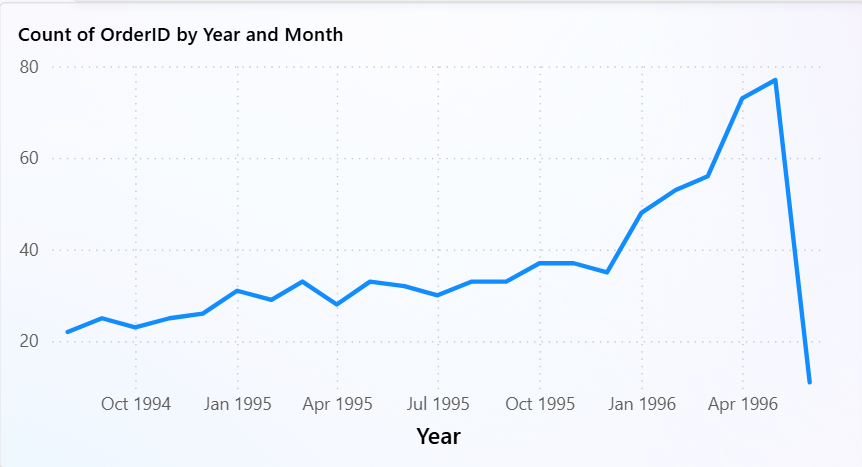 Count of OrderID by Year and Month
80
60
40
20
Oct 1994 Jan 1995 Apr 1995 Jul 1995 Oct 1995 Jan 1996 Apr 1996
Year